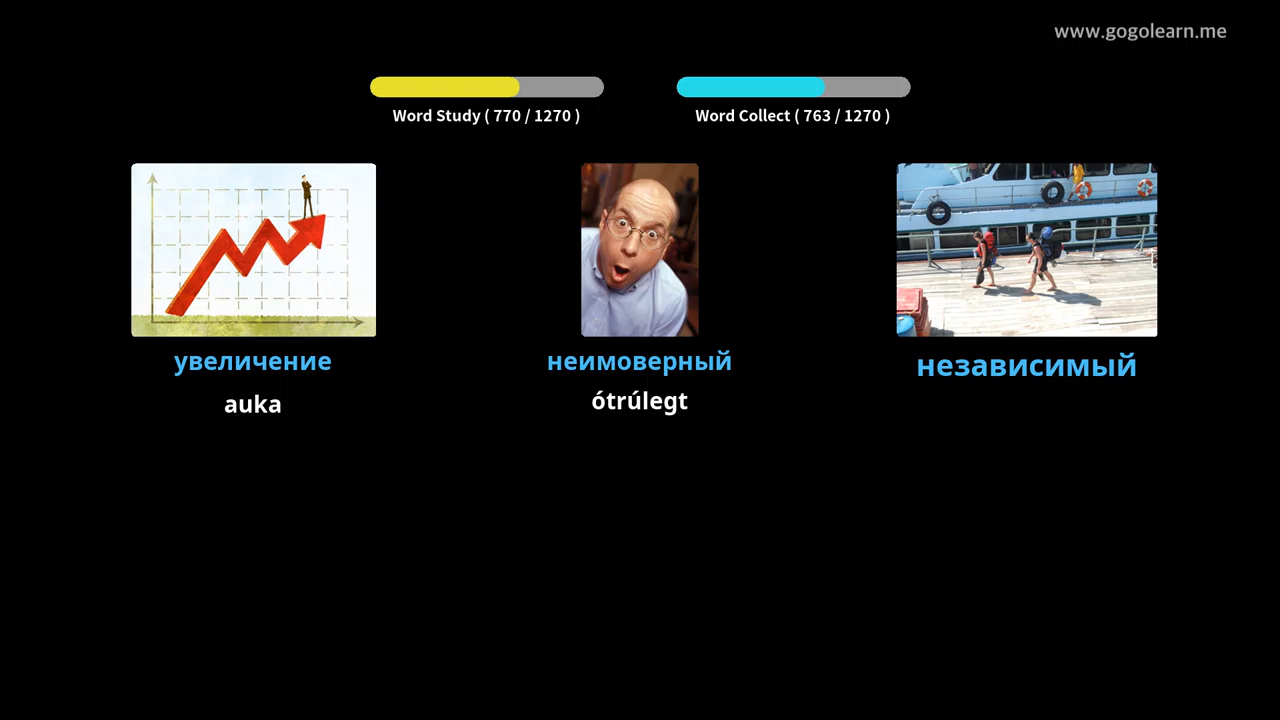 www.gogolearn.me
Word Study ( 770 / 1270 )
Word Collect ( 763 / 1270 )
увеличение
auka
неимоверный
ótrúlegt
независимый